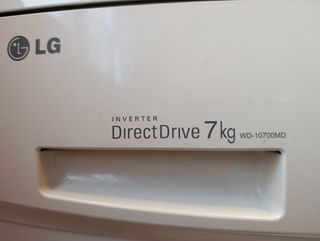 LG
INVERTER
DirectDrive 7kg WD-10700MD